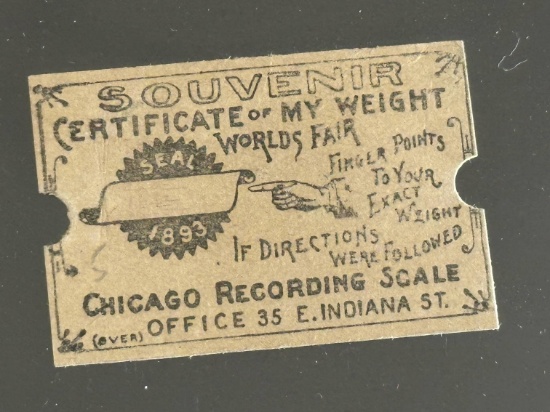 SOUVENIR
CERTIFICATE OF MY WEIGHT
WORLDS FAIR
SEAL
1893
FINGER POINTS
TO YOUR
EXACT
WEIGHT
IF DIRECTIONS
WERE FOLLOWED
CHICAGO RECORDING SCALE
(OVER) OFFICE 35 E. INDIANA ST.